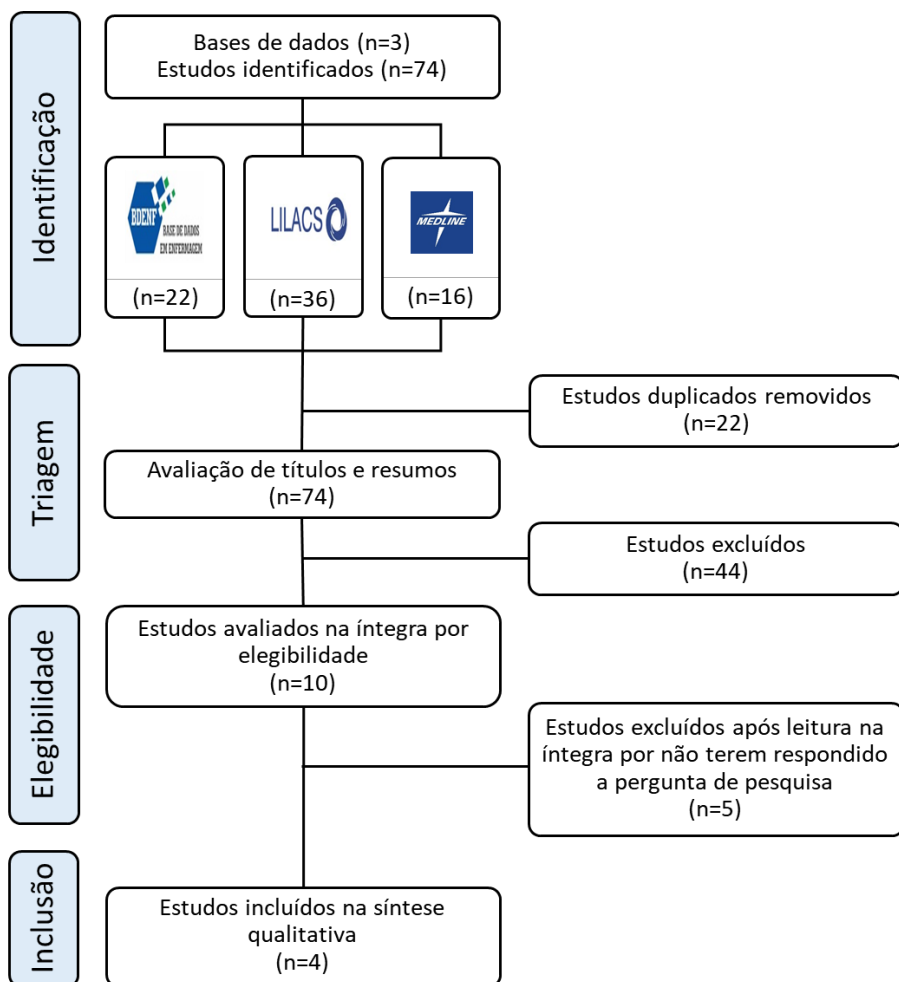 Identificação
Bases de dados (n=3)
Estudos identificados (n=74)
BDENF
BASE DE DADOS
EM ENFERMAGEM
(n=22)
LILACS
(n=36)
MEDLINE
(n=16)
Triagem
Estudos duplicados removidos
(n=22)
Avaliação de títulos e resumos
(n=74)
Estudos excluídos
(n=44)
Elegibilidade
Estudos avaliados na íntegra por
elegibilidade
(n=10)
Estudos excluídos após leitura na
íntegra por não terem respondido
a pergunta de pesquisa
(n=5)
Inclusão
Estudos incluídos na síntese
qualitativa
(n=4)